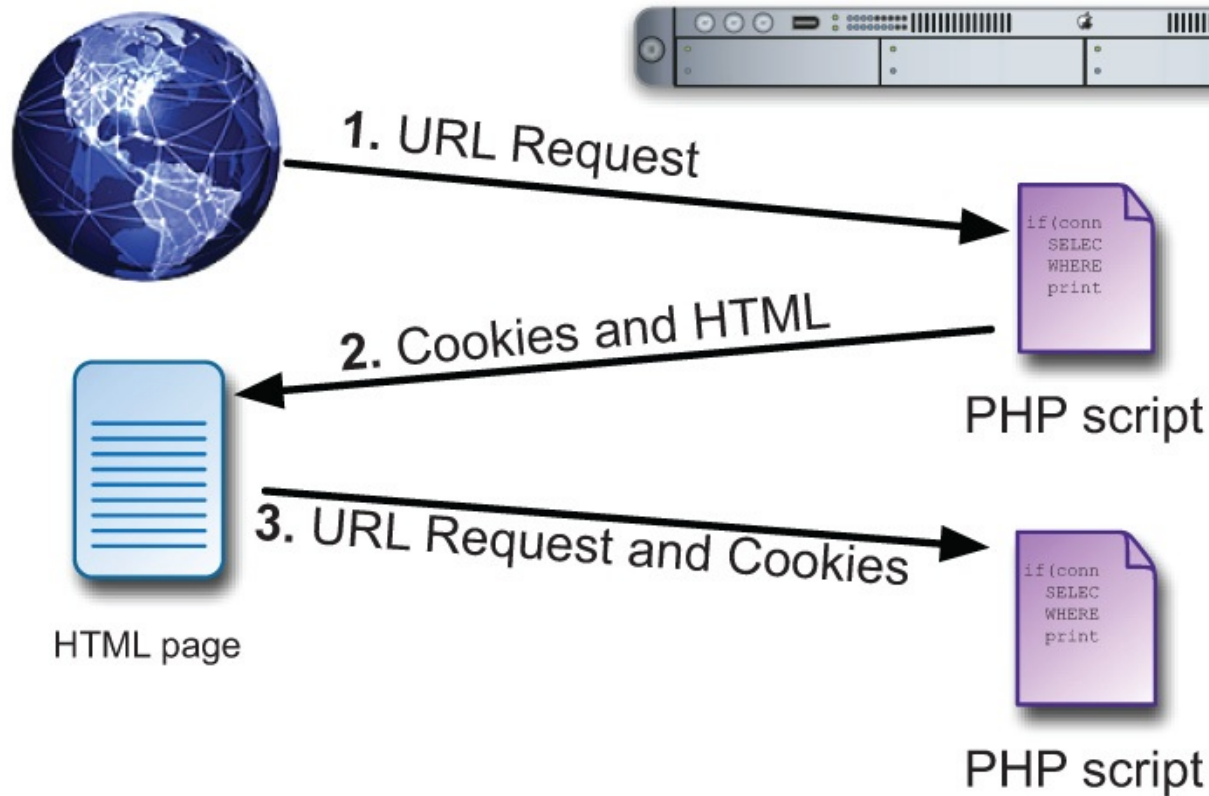 1. URL Request
if(conn
SELEC
WHERE
print
2. Cookies and HTML
PHP script
3. URL Request and Cookies
if(conn
SELEC
WHERE
print
HTML page
PHP script